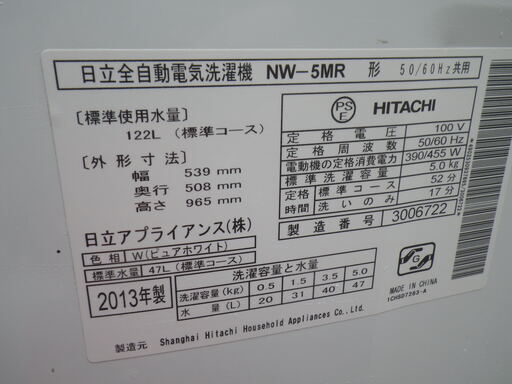 日立全自動電気洗濯機 NW-5MR 形 50/60Hz共用
[標準使用水量]
122L (標準コース)
[外形寸法]
幅 539 mm
奥行 508 mm
高さ 965 mm
日立アプライアンス(株)
色相 W(ピュアホワイト)
標準水量 47L (標準コース)
2013年製
PS
E
HITACHI
定格電圧 100 V
定格周波数 50/60 Hz
電動機の定格消費電力 390/455 W
標準洗濯容量 5.0 kg
定格時間 標準コース 52分
洗いのみ 17分
製造番号 3006722
洗濯容量と水量
洗濯容量(kg) 0.5 1.5 3.5 5.0
水量(L) 20 31 40 47
G
1CHSD7283-A
製造元 Shanghai Hitachi Household Appliances Co., Ltd.